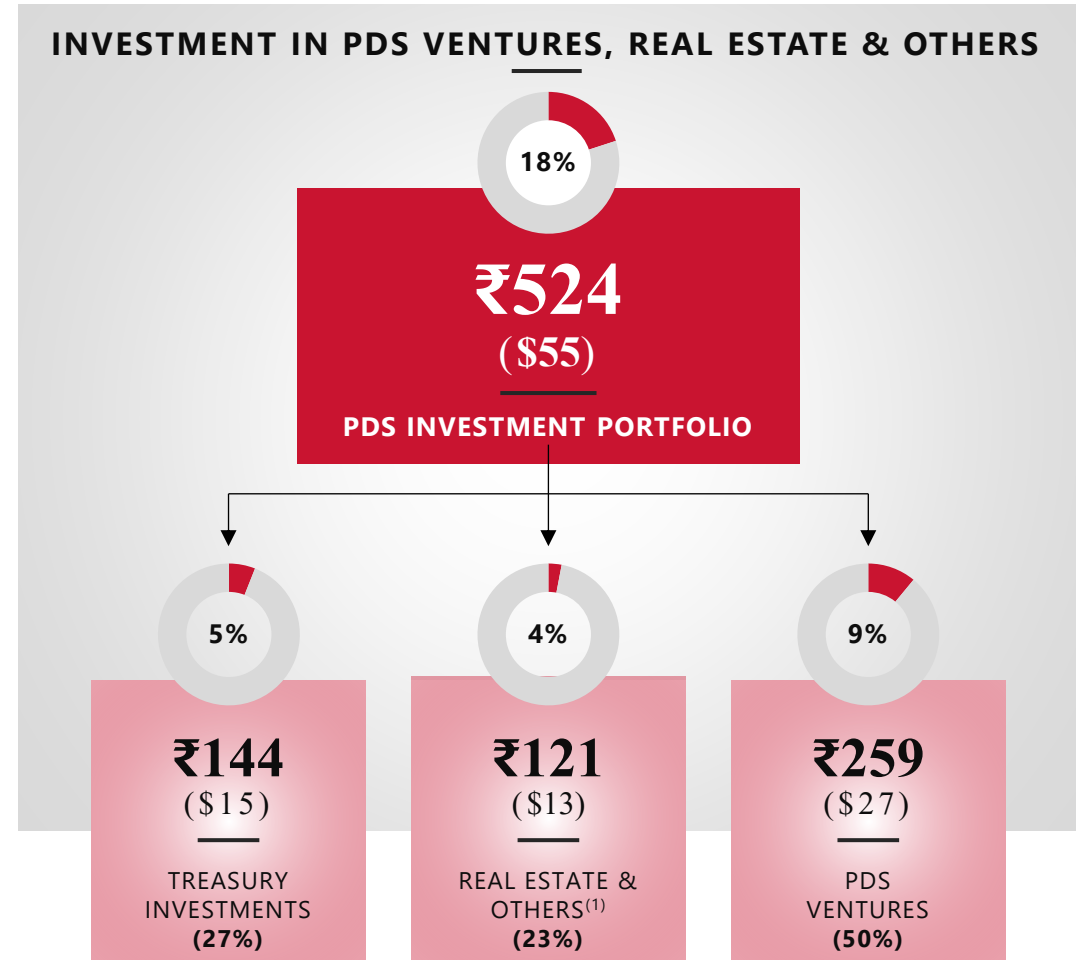 INVESTMENT IN PDS VENTURES, REAL ESTATE & OTHERS
18%
₹524
($55)
PDS INVESTMENT PORTFOLIO
5%
₹144
($15)
TREASURY
INVESTMENTS
(27%)
4%
₹121
($13)
REAL ESTATE &
OTHERS(1)
(23%)
9%
₹259
($27)
PDS
VENTURES
(50%)